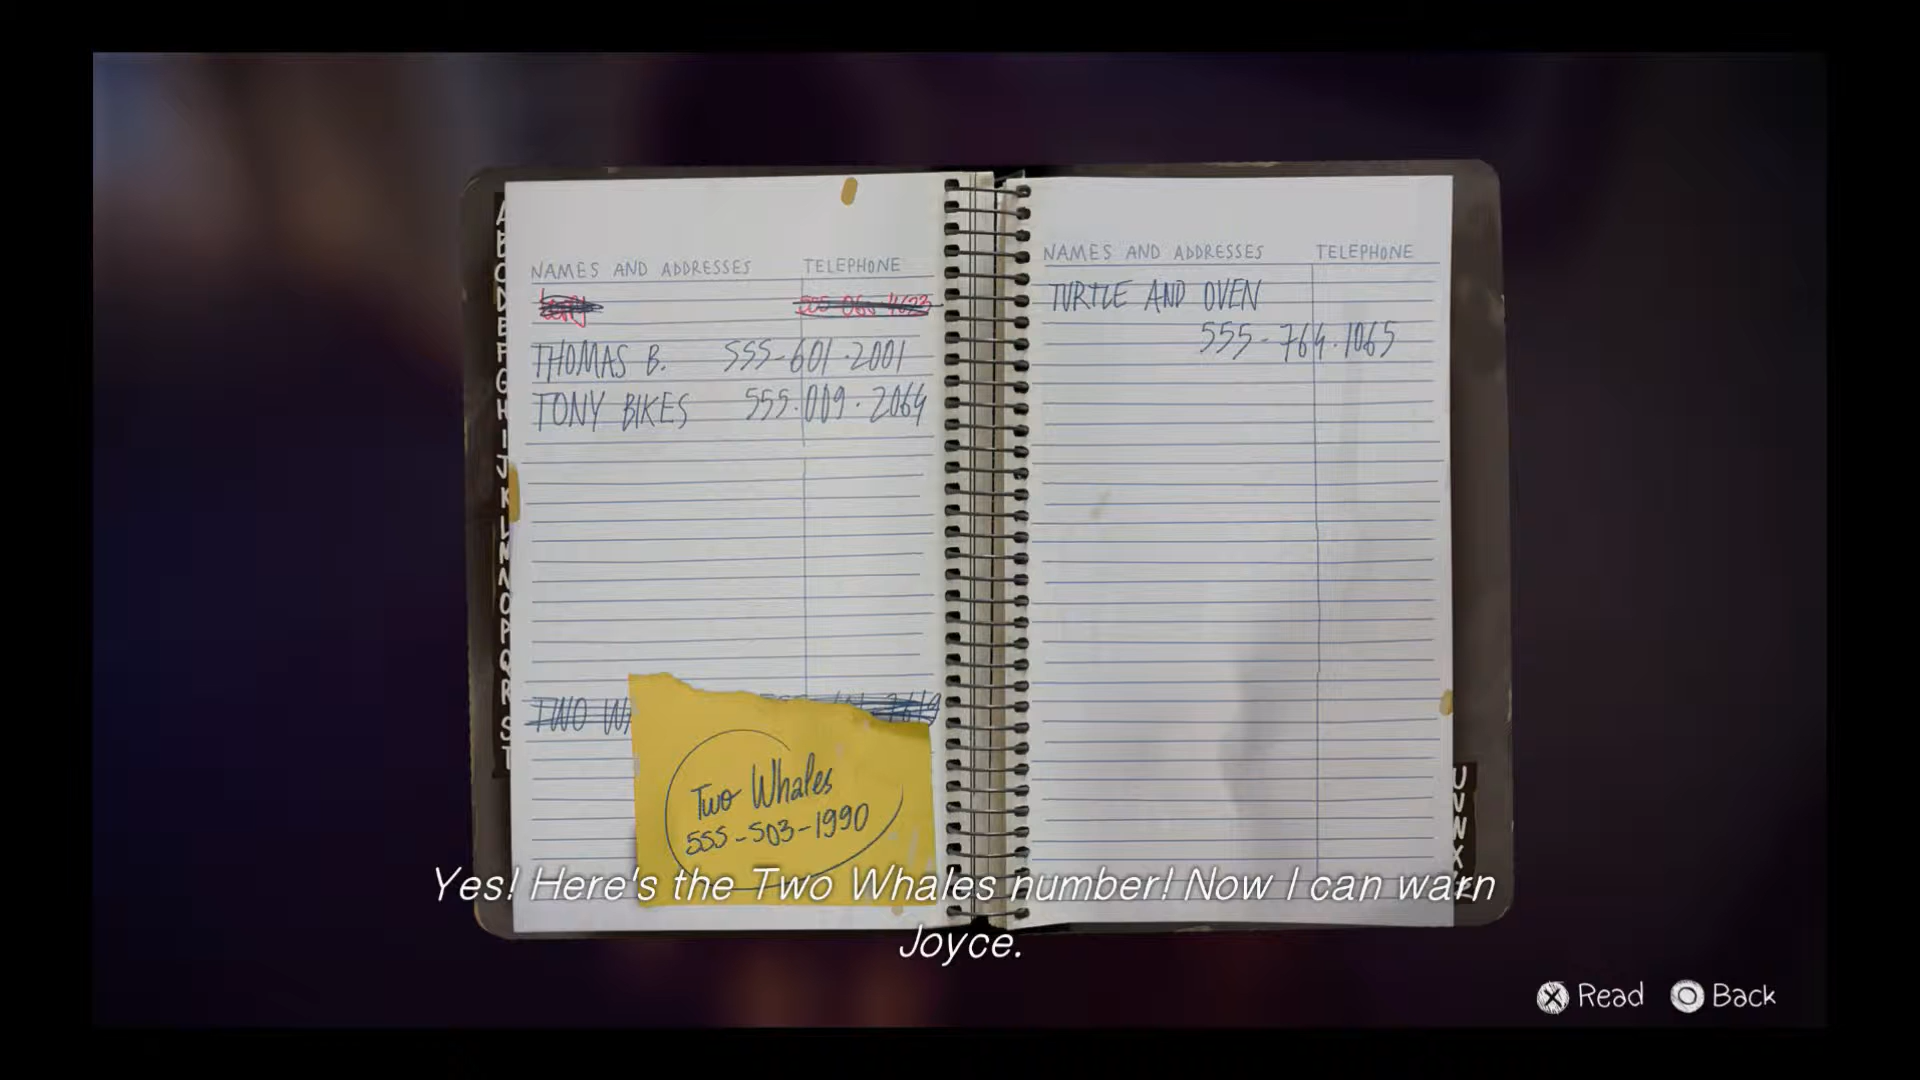 NAMES AND ADDRESSES TELEPHONE
THOMAS B. 555-601-2001
TONY BIKES 555.009.2064
TWO
Two Whales
555-503-1990
NAMES AND ADDRESSES TELEPHONE
TURTLE AND OVEN
555-764.1065
A
B
C
D
E
F
G
H
I
J
K
L
M
N
O
P
Q
R
S
T
U
V
W
X
Yes! Here's the Two Whales number! Now I can warn
Joyce.
Read Back